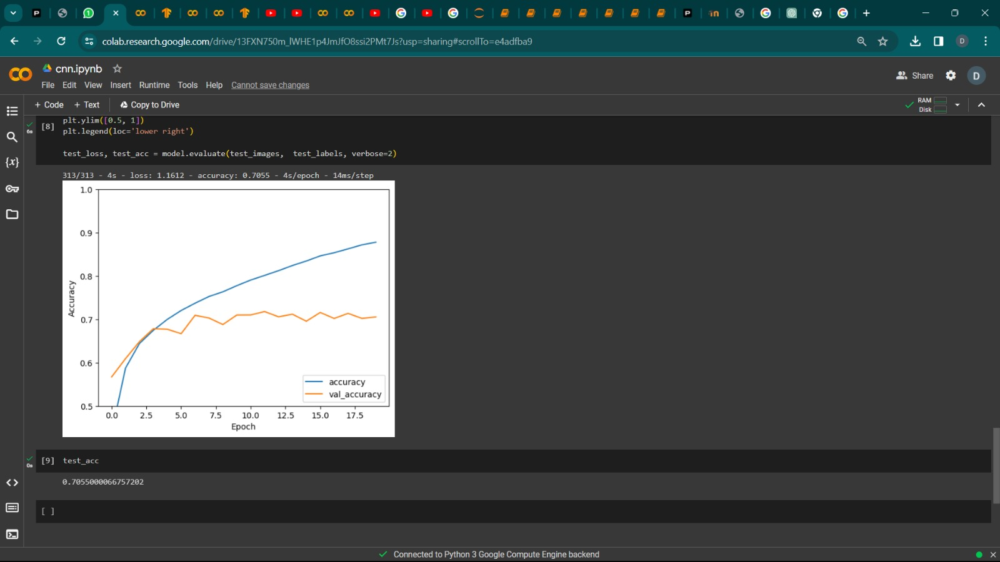 colab.research.google.com/drive/13FXN750m_lWHE1p4JmJfO8ssi2PMt7Js?usp=sharing#scrollTo=e4adfba9
D
CO
cnn.ipynb
File Edit View Insert Runtime Tools Help Cannot save changes
Share
D
+ Code + Text Copy to Drive
RAM
Disk
plt.ylim([0.5, 1])
[8]
6s
plt.legend(loc='lower right')
test_loss, test_acc = model.evaluate(test_images, test_labels, verbose=2)
{x}
313/313 - 4s - loss: 1.1612 - accuracy: 0.7055 - 4s/epoch - 14ms/step
1.0
0.9
0.8
0.7
0.6
0.5
Accuracy
accuracy
val_accuracy
0.0 2.5 5.0 7.5 10.0 12.5 15.0 17.5
Epoch
[9] test_acc
0s
0.7055000066757202
[ ]
Connected to Python 3 Google Compute Engine backend